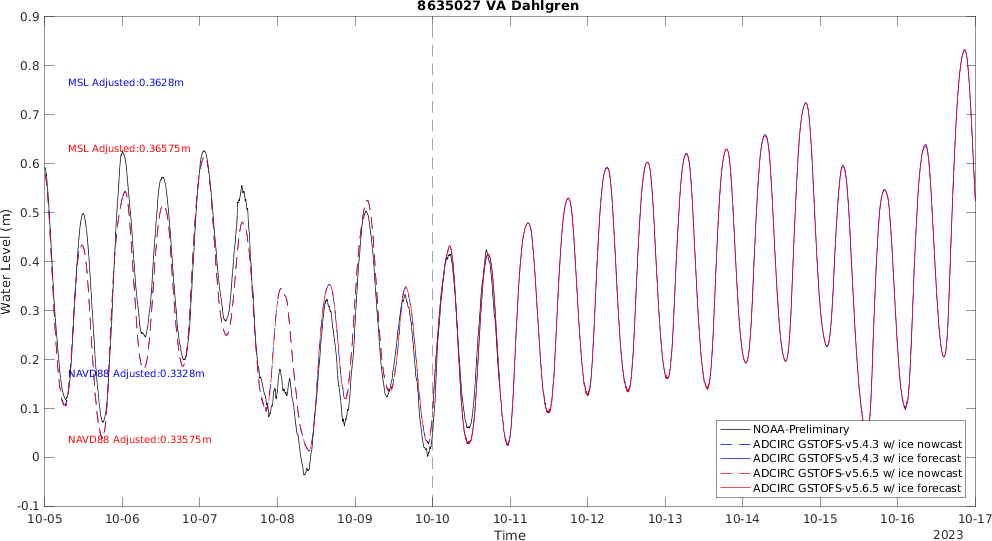 8635027 VA Dahlgren
0.9
0.8
0.7
0.6
0.5
0.4
0.3
0.2
0.1
0
-0.1
Water Level (m)
MSL Adjusted:0.3628m
MSL Adjusted:0.36575m
NAVD88 Adjusted:0.3328m
NAVD88 Adjusted:0.33575m
NOAA-Preliminary
ADCIRC GSTOFS-v5.4.3 w/ ice nowcast
ADCIRC GSTOFS-v5.4.3 w/ ice forecast
ADCIRC GSTOFS-v5.6.5 w/ ice nowcast
ADCIRC GSTOFS-v5.6.5 w/ ice forecast
10-05 10-06 10-07 10-08 10-09 10-10 10-11 10-12 10-13 10-14 10-15 10-16 10-17
Time
2023